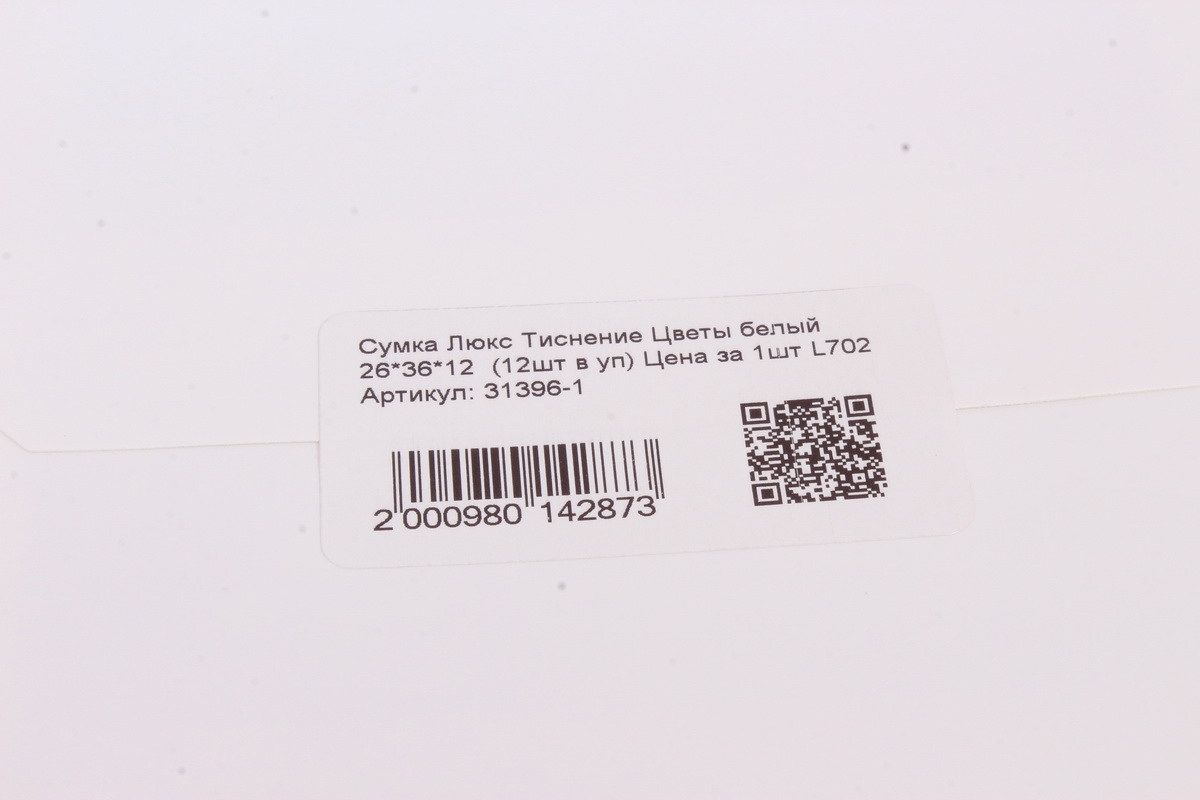 Сумка Люкс Тиснение Цветы белый
26*36*12 (12шт в уп) Цена за 1шт L702
Артикул: 31396-1
2 000980 142873